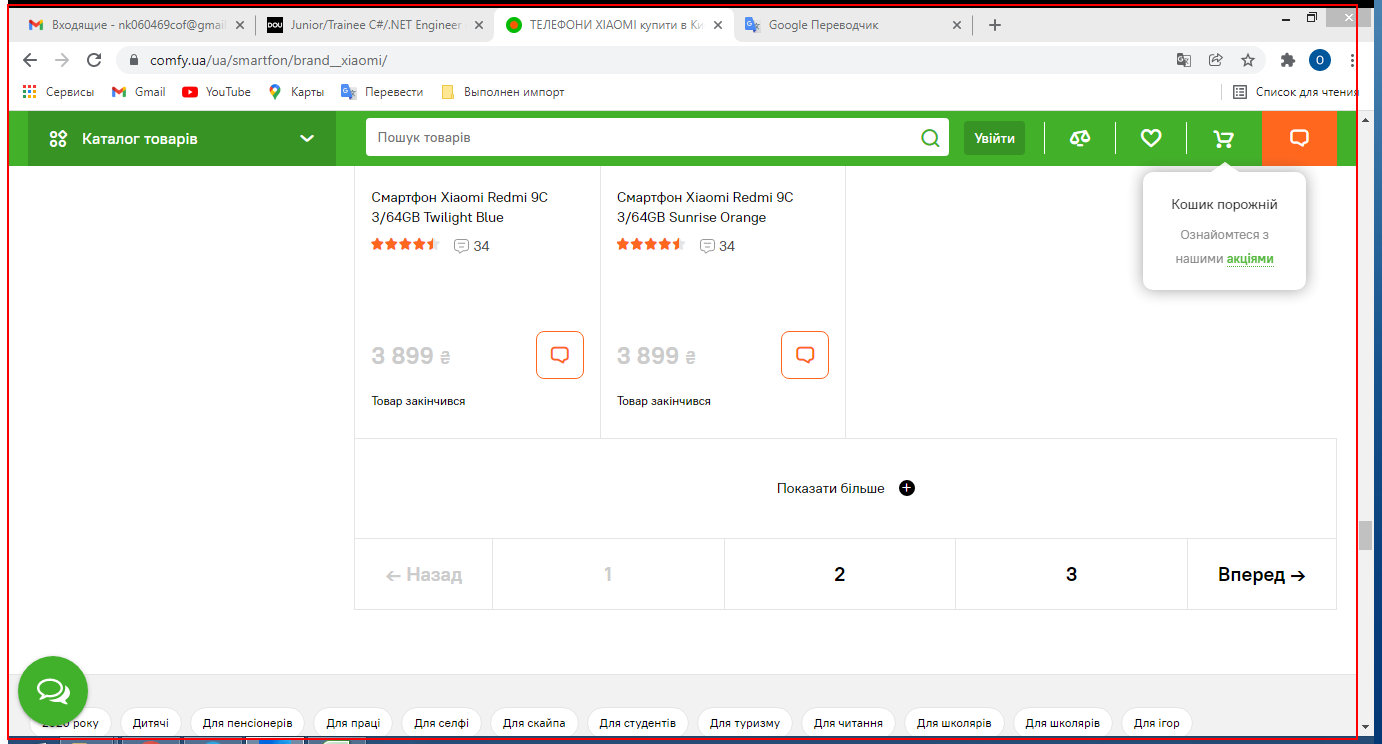 Входящие - nk060469cof@gmai
DOU Junior/Trainee C#/.NET Engineer
ТЕЛЕФОНИ XIAOMI купити в Ки
Google Переводчик
comfy.ua/ua/smartfon/brand__xiaomi/
O
Сервисы Gmail YouTube Карты Перевести Выполнен импорт Список для чтения
Каталог товарів Пошук товарів Увійти
Кошик порожній
Ознайомтеся з
нашими акціями
Смартфон Xiaomi Redmi 9C
3/64GB Twilight Blue
34
3 899 ₴
Товар закінчився
Смартфон Xiaomi Redmi 9C
3/64GB Sunrise Orange
34
3 899 ₴
Товар закінчився
Показати більше
← Назад 1 2 3 Вперед →
2020 року Дитячі Для пенсіонерів Для праці Для селфі Для скайпа Для студентів Для туризму Для читання Для школярів Для школярів Для ігор